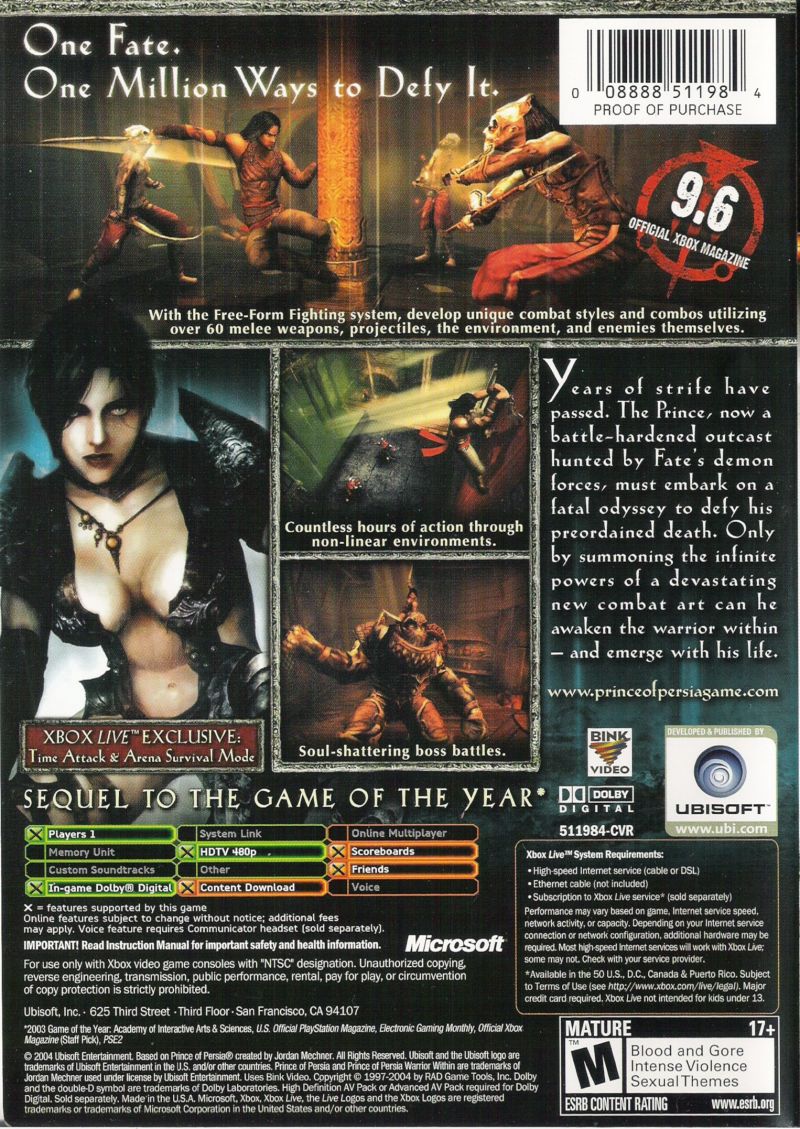 One Fate.
One Million Ways to Defy It.
0 08888 51198 4
PROOF OF PURCHASE
9.6
OFFICIAL XBOX MAGAZINE
With the Free-Form Fighting system, develop unique combat styles and combos utilizing
over 60 melee weapons, projectiles, the environment, and enemies themselves.
Countless hours of action through
non-linear environments.
Soul-shattering boss battles.
XBOX LIVE™ EXCLUSIVE:
Time Attack & Arena Survival Mode
Years of strife have
passed. The Prince, now a
battle-hardened outcast
hunted by Fate's demon
forces, must embark on a
fatal odyssey to defy his
preordained death. Only
by summoning the infinite
powers of a devastating
new combat art can he
awaken the warrior within
– and emerge with his life.
www.princeofpersiagame.com
BINK
VIDEO
DOLBY
DIGITAL
511984-CVR
DEVELOPED & PUBLISHED BY
UBISOFT™
www.ubi.com
SEQUEL TO THE GAME OF THE YEAR*
X Players 1
System Link
Online Multiplayer
Memory Unit
X HDTV 480p
X Scoreboards
Custom Soundtracks
Other
X Friends
X In-game Dolby® Digital
X Content Download
Voice
X = features supported by this game
Online features subject to change without notice; additional fees
may apply. Voice feature requires Communicator headset (sold separately).
IMPORTANT! Read Instruction Manual for important safety and health information.
Microsoft
For use only with Xbox video game consoles with "NTSC" designation. Unauthorized copying,
reverse engineering, transmission, public performance, rental, pay for play, or circumvention
of copy protection is strictly prohibited.
Ubisoft, Inc. · 625 Third Street · Third Floor · San Francisco, CA 94107
*2003 Game of the Year: Academy of Interactive Arts & Sciences, U.S. Official PlayStation Magazine, Electronic Gaming Monthly, Official Xbox
Magazine (Staff Pick), PSE2
© 2004 Ubisoft Entertainment. Based on Prince of Persia® created by Jordan Mechner. All Rights Reserved. Ubisoft and the Ubisoft logo are
trademarks of Ubisoft Entertainment in the U.S. and/or other countries. Prince of Persia and Prince of Persia Warrior Within are trademarks of
Jordan Mechner used under license by Ubisoft Entertainment. Uses Bink Video. Copyright © 1997-2004 by RAD Game Tools, Inc. Dolby
and the double-D symbol are trademarks of Dolby Laboratories. High Definition AV Pack or Advanced AV Pack required for Dolby
Digital. Sold separately. Made in the U.S.A. Microsoft, Xbox, Xbox Live, the Live Logos and the Xbox Logos are registered
trademarks or trademarks of Microsoft Corporation in the United States and/or other countries.
Xbox Live™ System Requirements:
• High-speed Internet service (cable or DSL)
• Ethernet cable (not included)
• Subscription to Xbox Live service* (sold separately)
Performance may vary based on game, Internet service speed,
network activity, or capacity. Depending on your Internet service
connection or network configuration, additional hardware may be
required. Most high-speed Internet services will work with Xbox Live;
some may not. Check with your service provider.
*Available in the 50 U.S., D.C., Canada & Puerto Rico. Subject
to Terms of Use (see http://www.xbox.com/live/legal). Major
credit card required. Xbox Live not intended for kids under 13.
MATURE 17+
M
Blood and Gore
Intense Violence
Sexual Themes
ESRB CONTENT RATING www.esrb.org